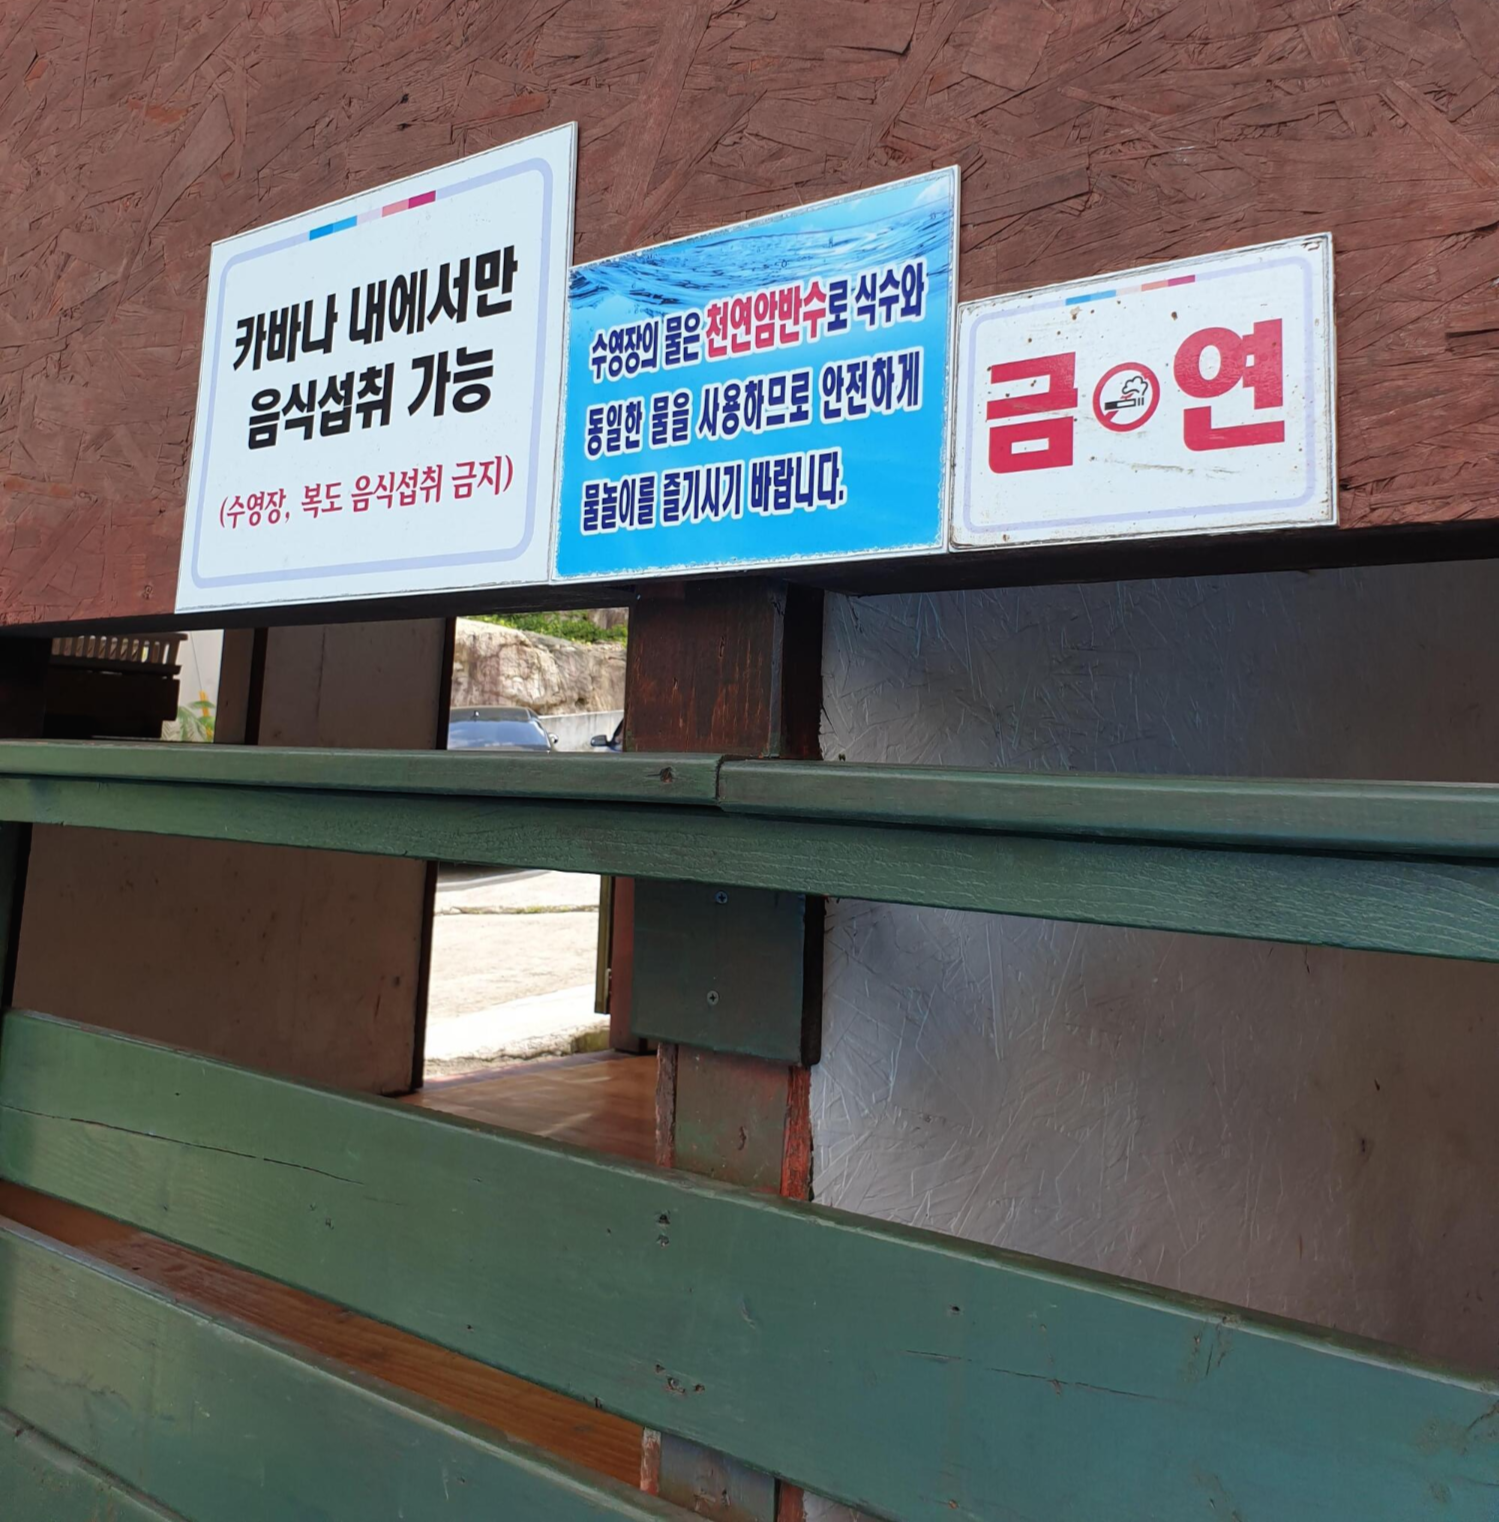 카바나 내에서만
음식섭취 가능
(수영장, 복도 음식섭취 금지)
수영장의 물은 천연암반수로 식수와
동일한 물을 사용하므로 안전하게
물놀이를 즐기시기 바랍니다.
금연